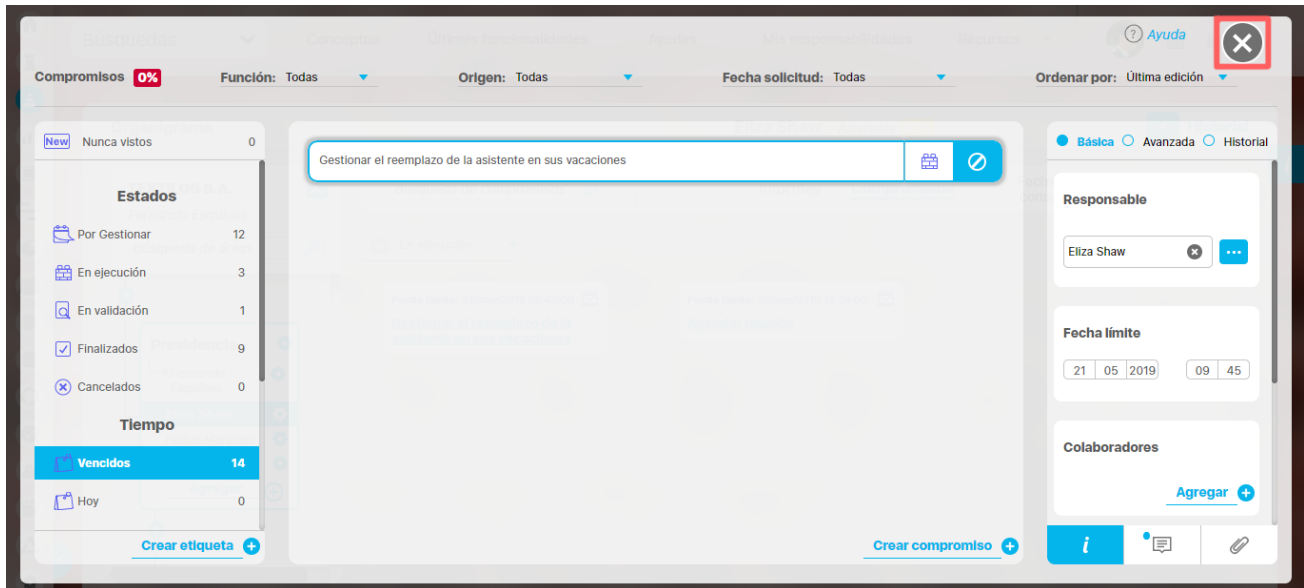 Búsquedas
Ayuda
Compromisos 0% Función: Todas Origen: Todas Fecha solicitud: Todas Ordenar por: Última edición
New Nunca vistos 0
Estados
Por Gestionar 12
En ejecución 3
En validación 1
Finalizados 9
Cancelados 0
Tiempo
Vencidos 14
Hoy 0
Crear etiqueta
Gestionar el reemplazo de la asistente en sus vacaciones
Crear compromiso
Básica Avanzada Historial
Responsable
Eliza Shaw
Fecha límite
21 05 2019 09 45
Colaboradores
Agregar